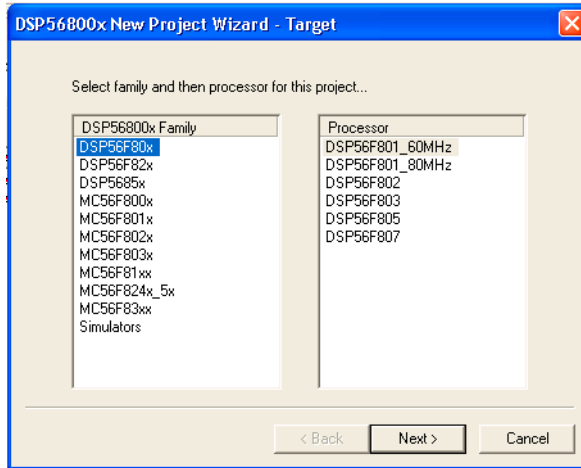 DSP56800x New Project Wizard - Target
Select family and then processor for this project...
DSP56800x Family
DSP56F80x
DSP56F82x
DSP5685x
MC56F800x
MC56F801x
MC56F802x
MC56F803x
MC56F81xx
MC56F824x_5x
MC56F83xx
Simulators
Processor
DSP56F801_60MHz
DSP56F801_80MHz
DSP56F802
DSP56F803
DSP56F805
DSP56F807
< Back
Next >
Cancel